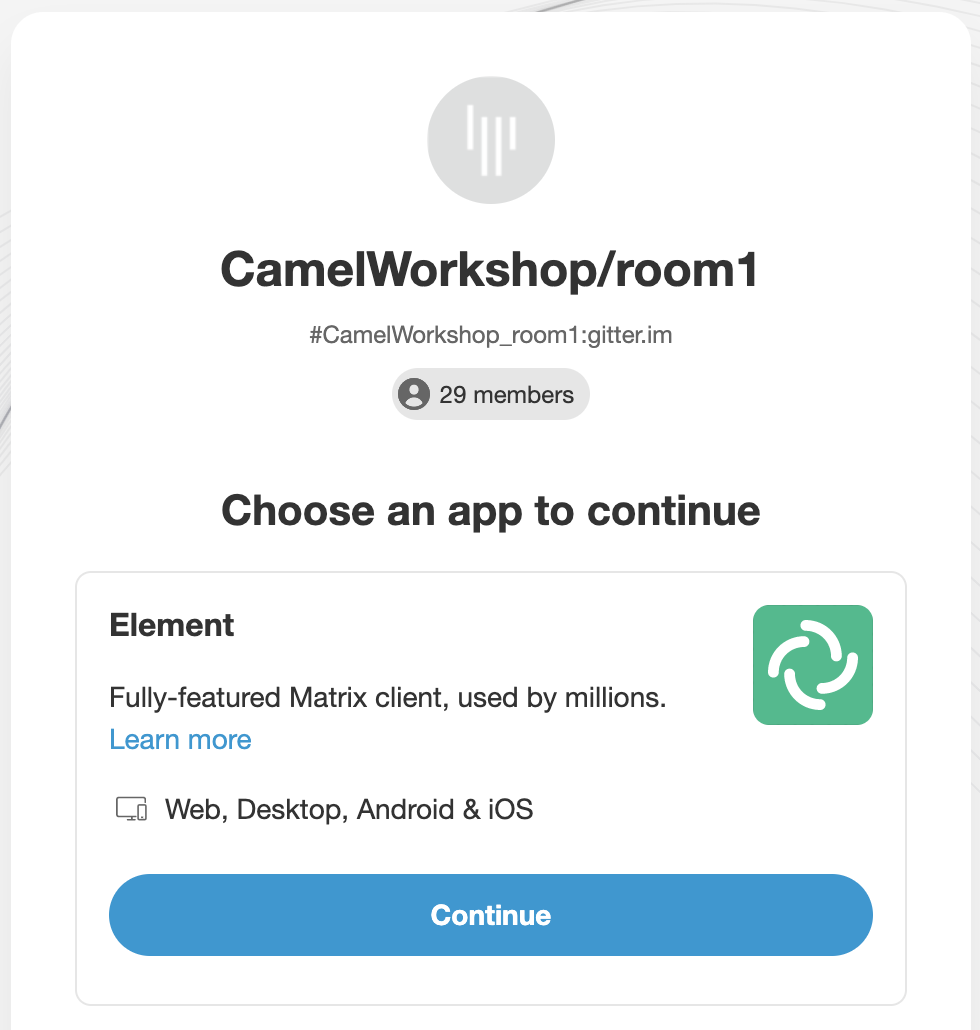 CamelWorkshop/room1
#CamelWorkshop_room1:gitter.im
29 members
Choose an app to continue
Element
Fully-featured Matrix client, used by millions.
Learn more
Web, Desktop, Android & iOS
Continue